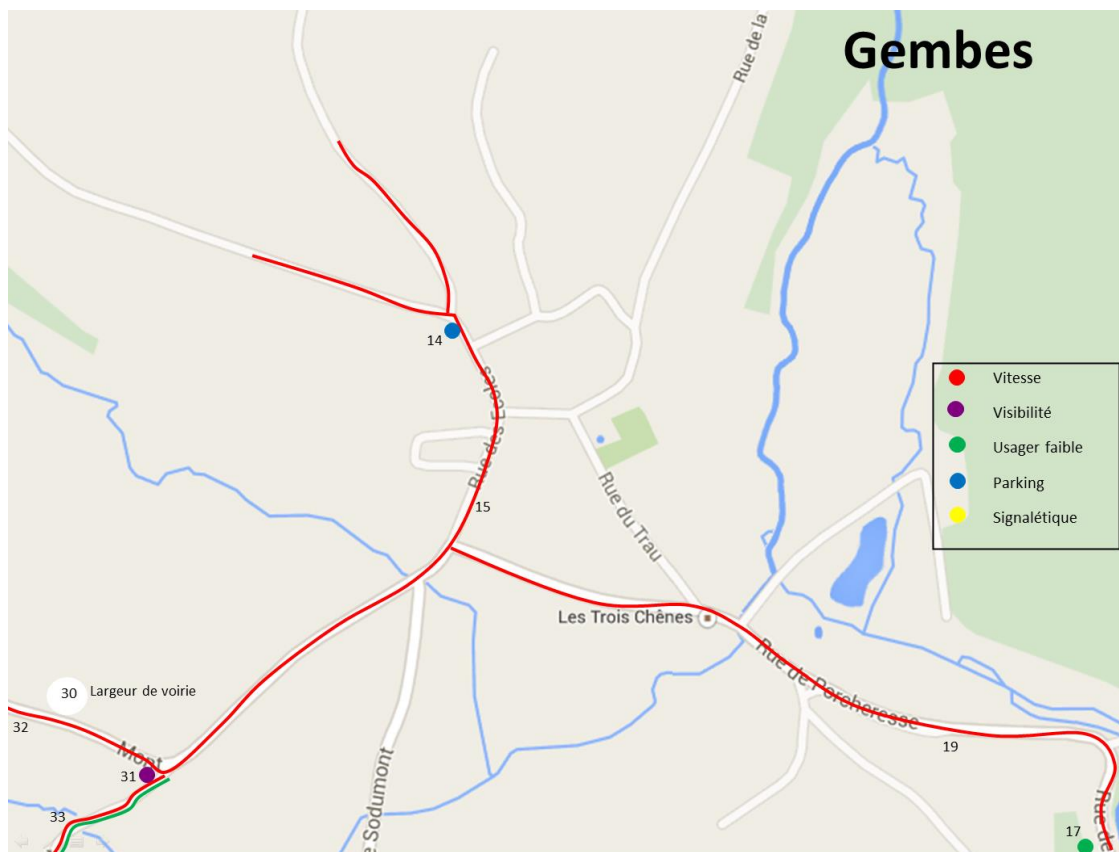 Gembes
Rue de la
14
Rue des Ecoles
15
Rue du Trau
Les Trois Chênes
Vitesse
Visibilité
Usager faible
Parking
Signalétique
30 Largeur de voirie
32
Mont
31
33
e Sodumont
Rue de Porcheresse
19
Rue de
17